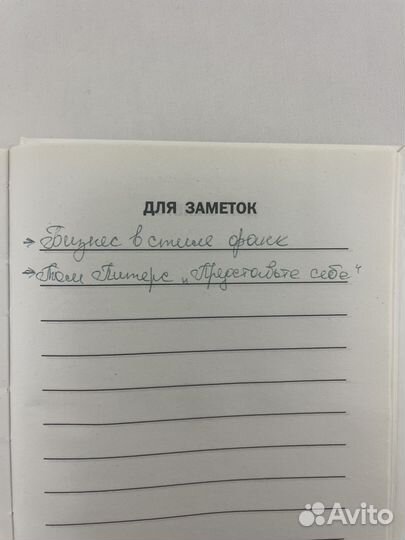 ДЛЯ ЗАМЕТОК
→ Бизнес в стиле фанк
→ Том Питерс „Представьте себе"
Avito